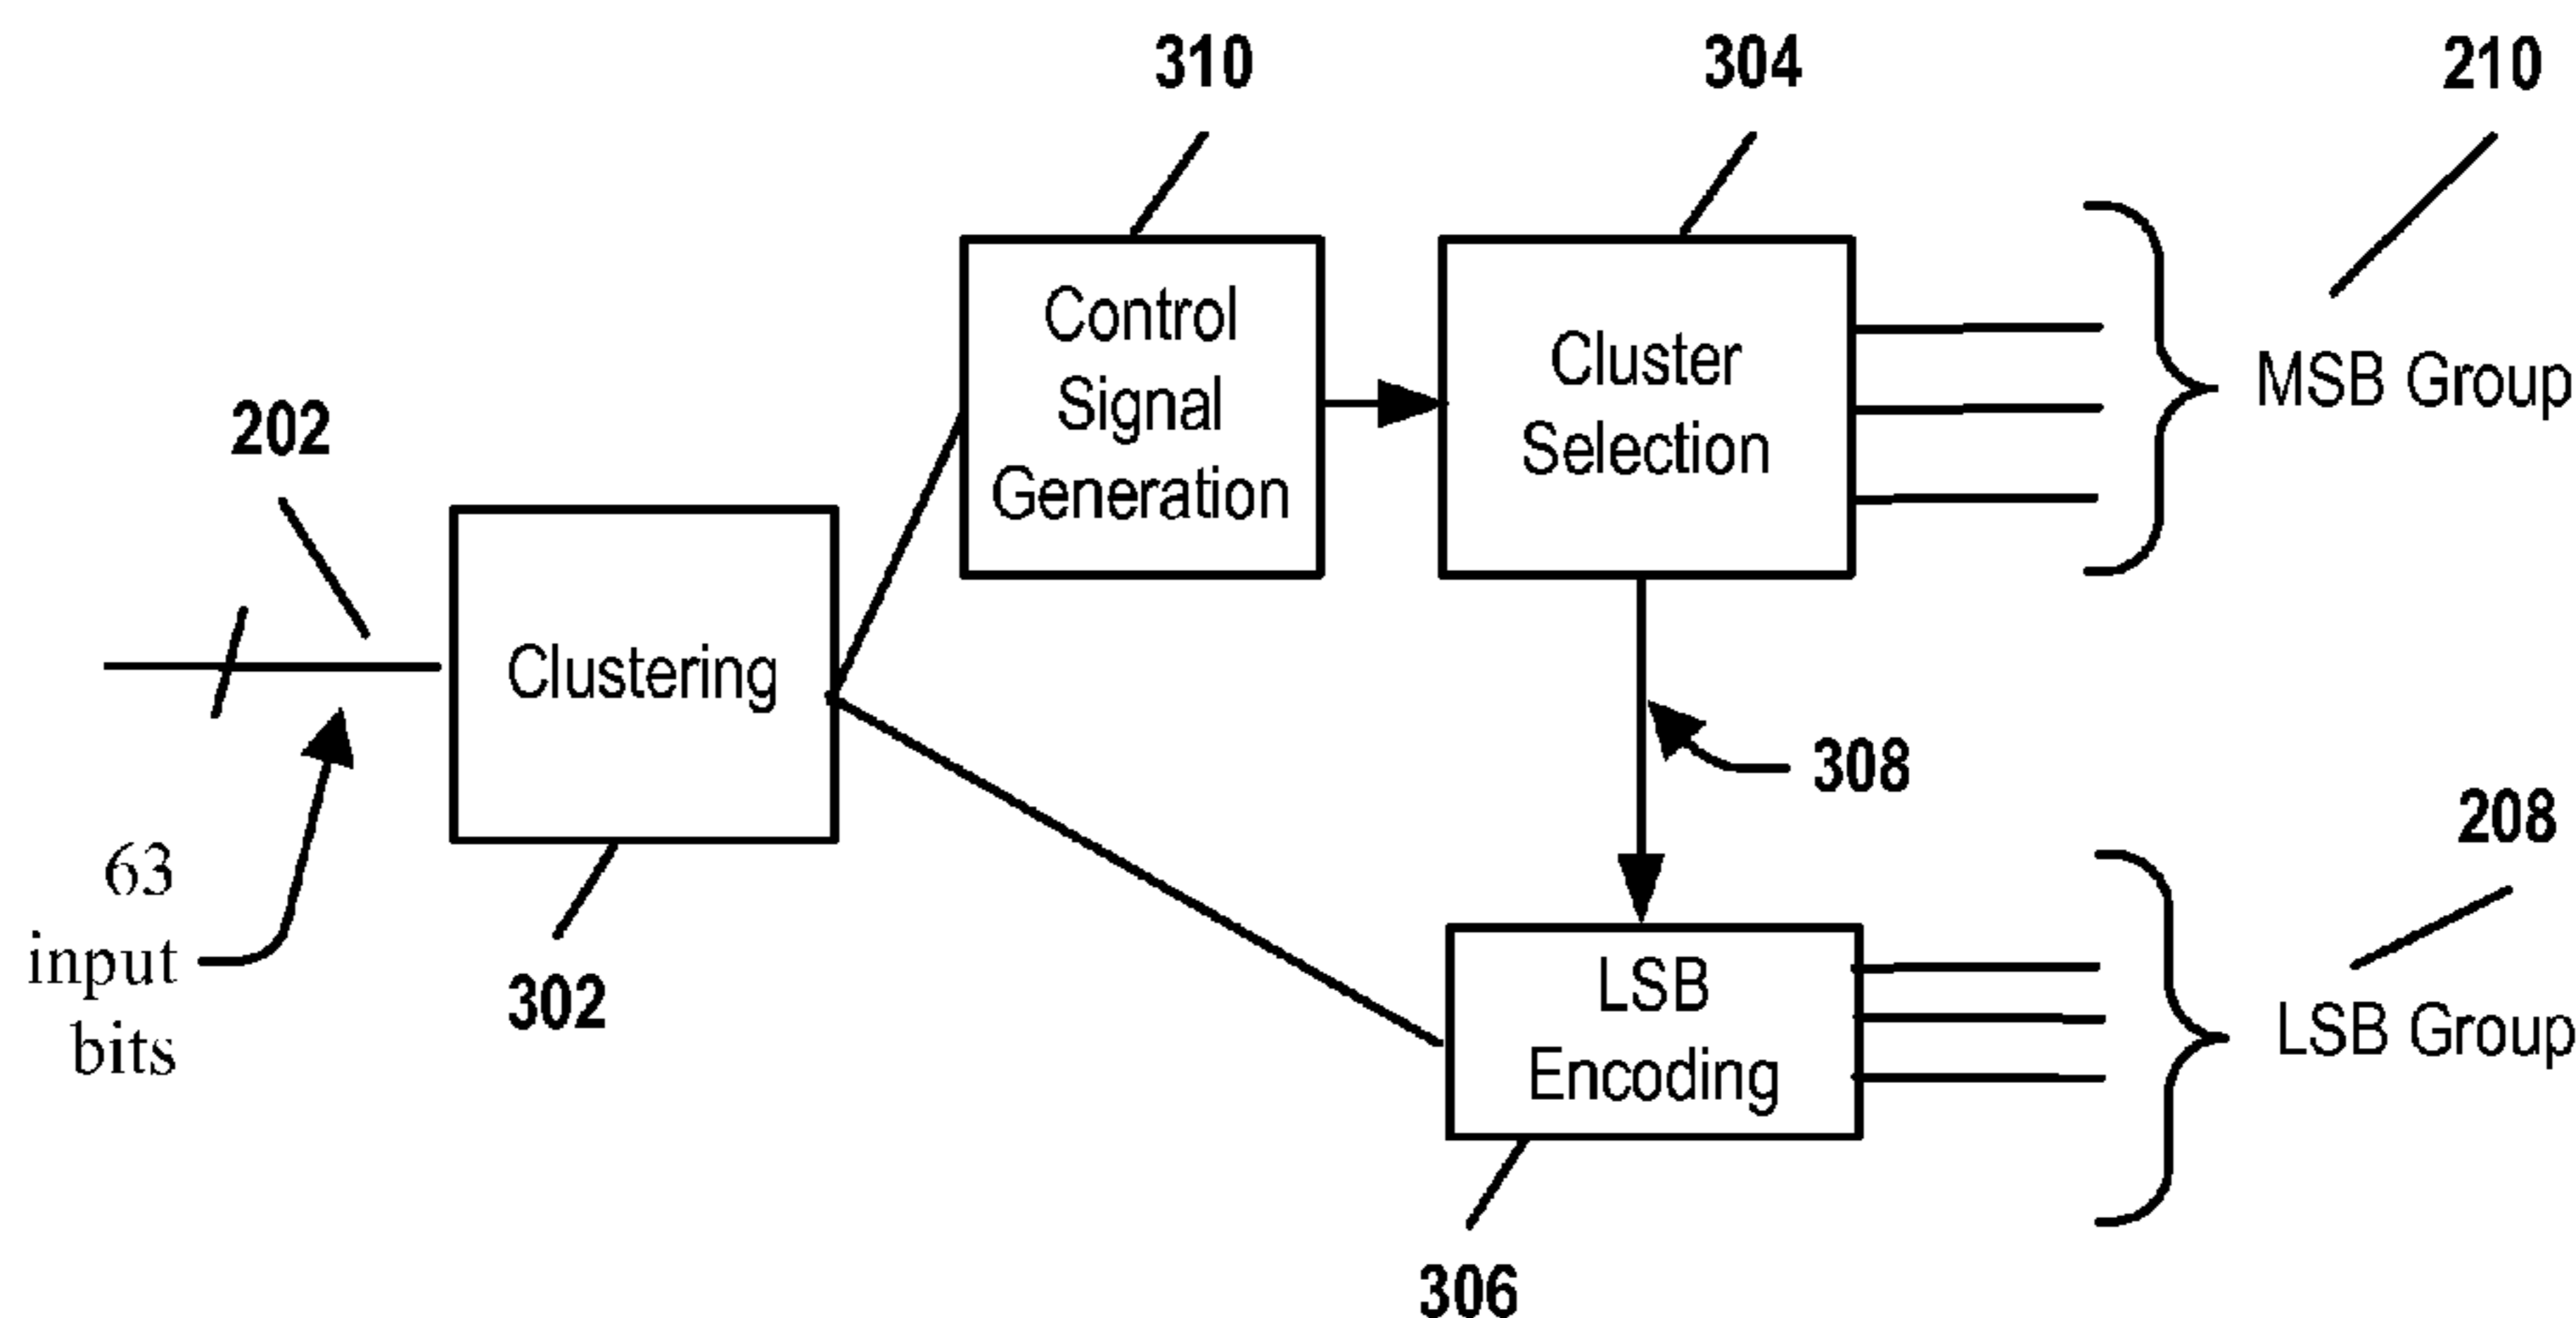 310
304
210
Control
Signal
Generation
Cluster
Selection
MSB Group
202
Clustering
308
63
input
bits
302
208
LSB
Encoding
LSB Group
306